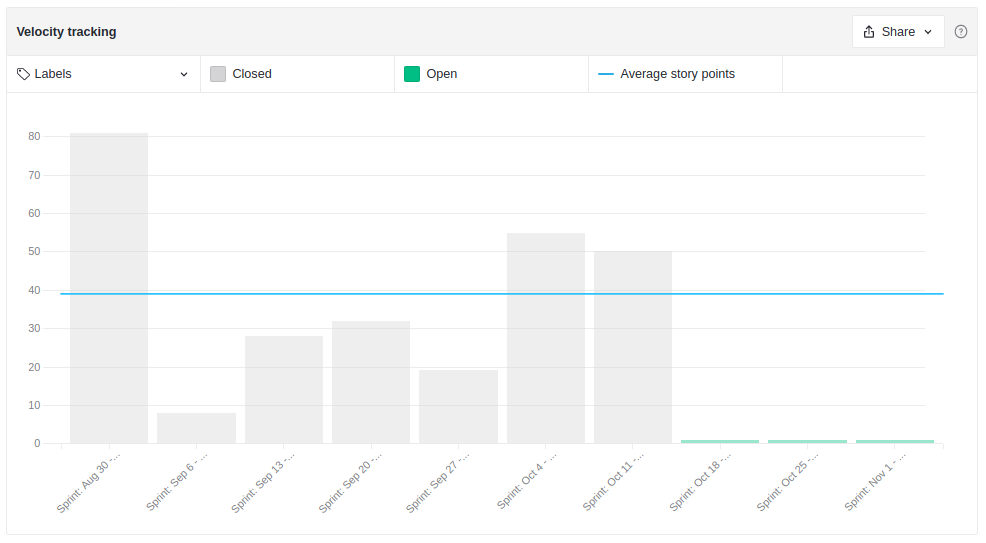 Velocity tracking
Share
Labels
Closed
Open
Average story points
80
70
60
50
40
30
20
10
0
Sprint: Aug 30 -...
Sprint: Sep 6 - ...
Sprint: Sep 13 -...
Sprint: Sep 20 -...
Sprint: Sep 27 -...
Sprint: Oct 4 - ...
Sprint: Oct 11 -...
Sprint: Oct 18 -...
Sprint: Oct 25 -...
Sprint: Nov 1 - ...